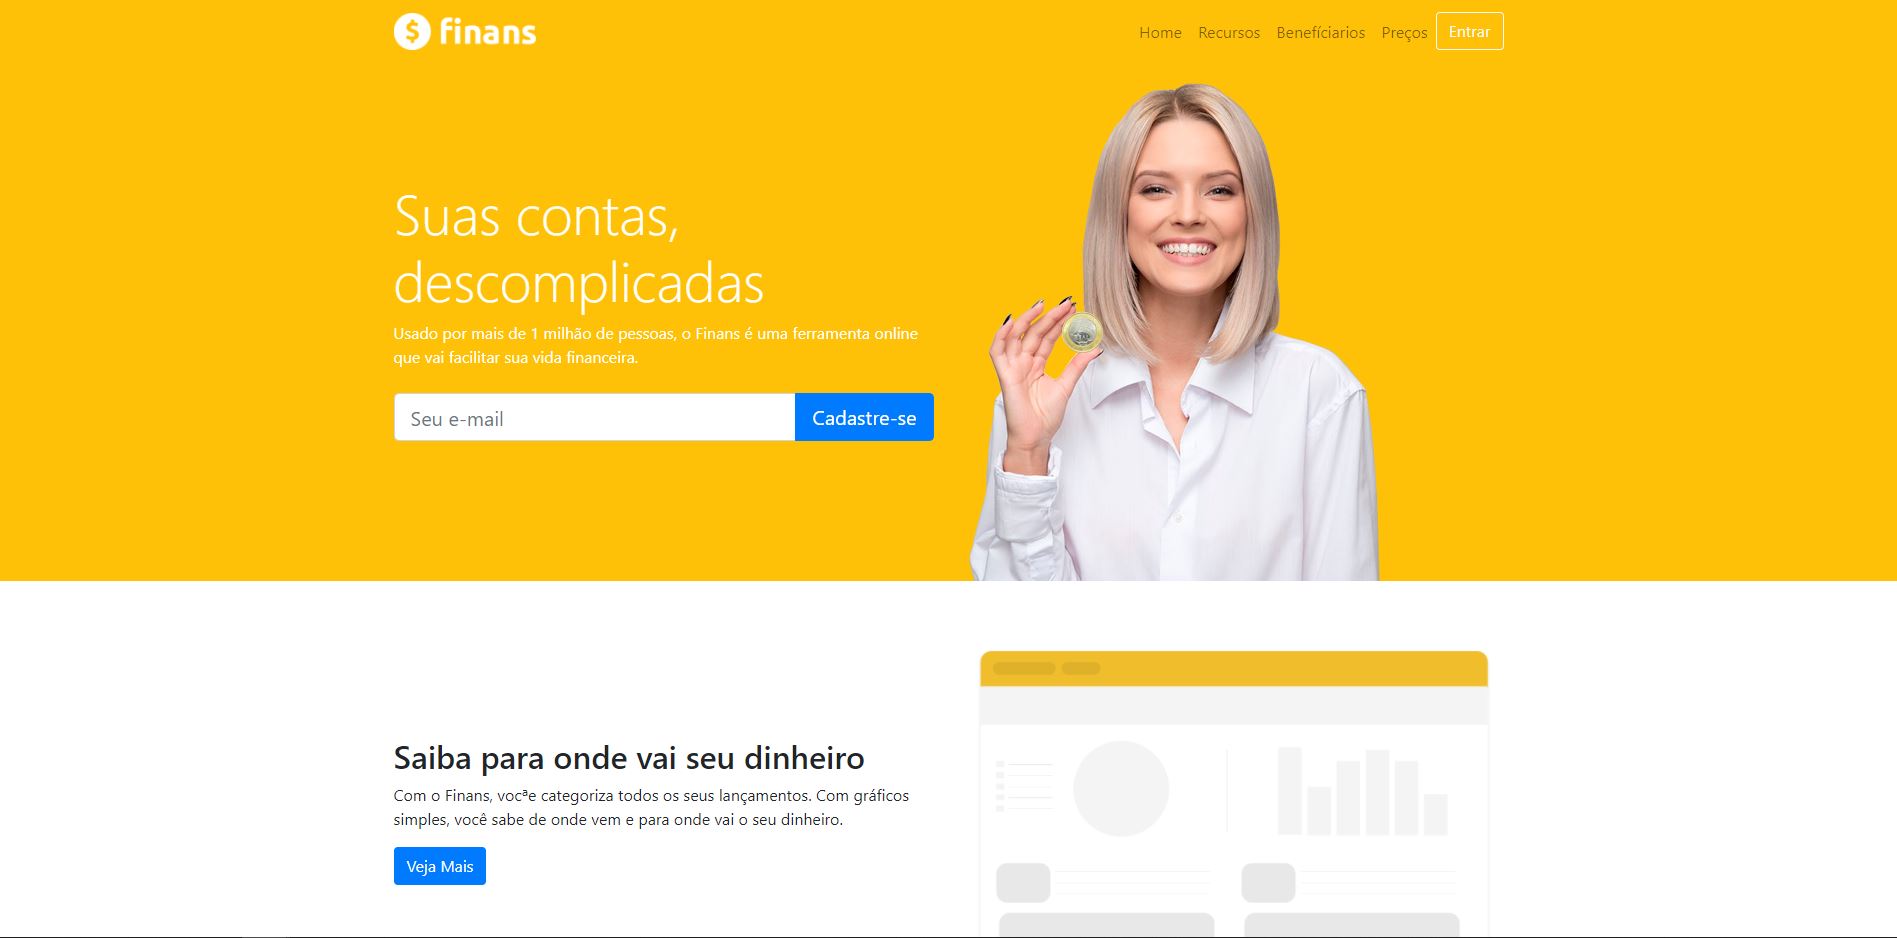 $ finans
Home Recursos Benefíciarios Preços Entrar
Suas contas,
descomplicadas
Usado por mais de 1 milhão de pessoas, o Finans é uma ferramenta online
que vai facilitar sua vida financeira.
Seu e-mail Cadastre-se
Saiba para onde vai seu dinheiro
Com o Finans, vocªe categoriza todos os seus lançamentos. Com gráficos
simples, você sabe de onde vem e para onde vai o seu dinheiro.
Veja Mais